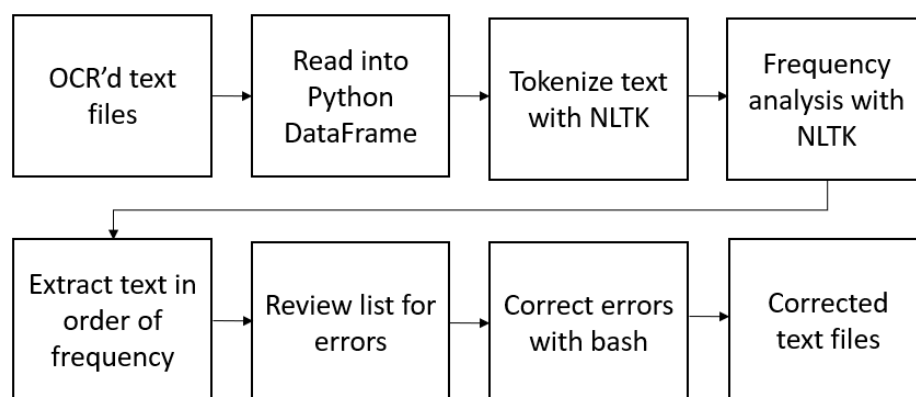 OCR’d text
files
Read into
Python
DataFrame
Tokenize text
with NLTK
Frequency
analysis with
NLTK
Extract text in
order of
frequency
Review list for
errors
Correct errors
with bash
Corrected
text files